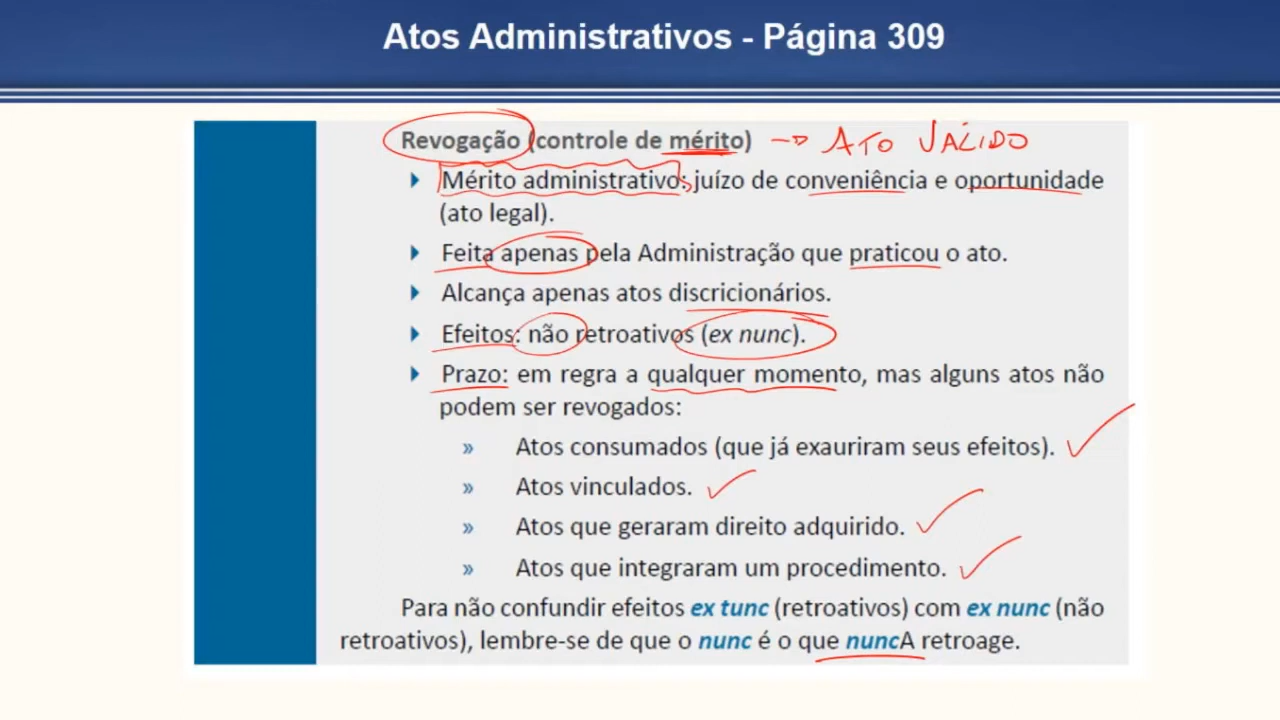 Atos Administrativos - Página 309
Revogação (controle de mérito) → ATO VÁLIDO
Mérito administrativo: juízo de conveniência e oportunidade
(ato legal).
Feita apenas pela Administração que praticou o ato.
Alcança apenas atos discricionários.
Efeitos: não retroativos (ex nunc).
Prazo: em regra a qualquer momento, mas alguns atos não
podem ser revogados:
» Atos consumados (que já exauriram seus efeitos).
» Atos vinculados.
» Atos que geraram direito adquirido.
» Atos que integraram um procedimento.
Para não confundir efeitos ex tunc (retroativos) com ex nunc (não
retroativos), lembre-se de que o nunc é o que nuncA retroage.